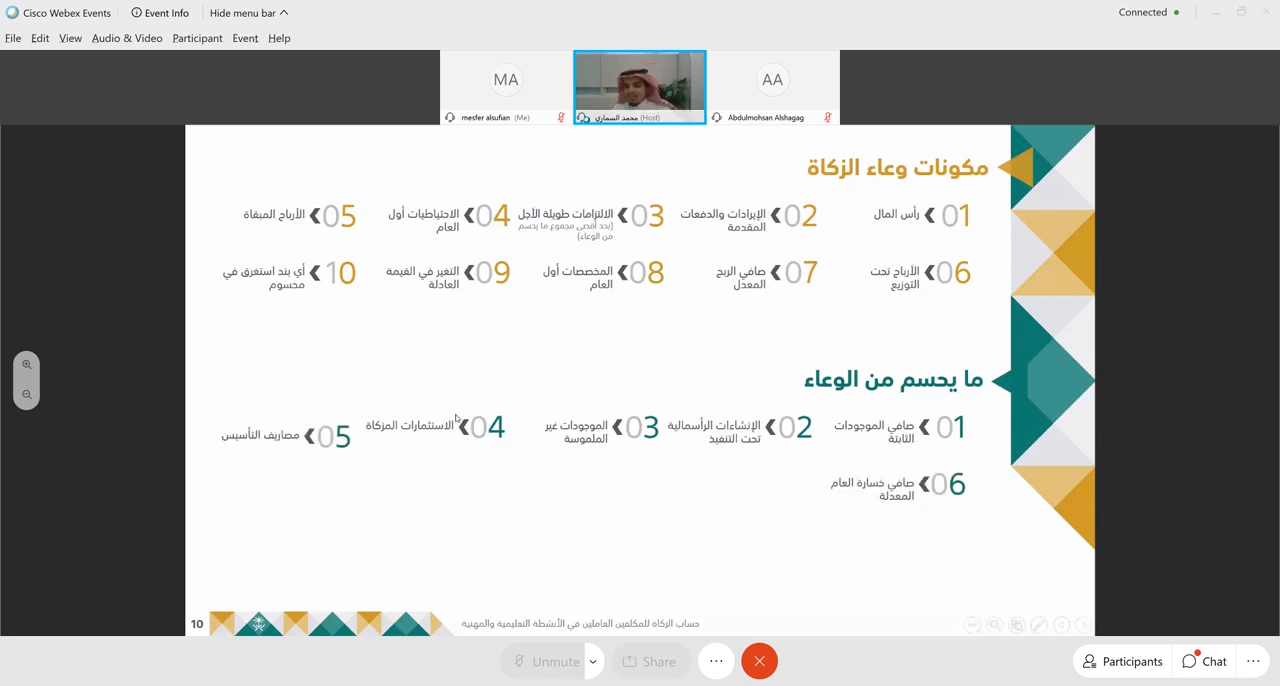 Cisco Webex Events
Event Info
Hide menu bar
Connected
File Edit View Audio & Video Participant Event Help
MA
AA
mesfer alsufian (Me)
محمد السماري (Host)
Abdulmohsan Alshagag
مكونات وعاء الزكاة
01
رأس المال
02
الإيرادات والدفعات
المقدمة
03
الالتزامات طويلة الأجل
(بحد أقصى مجموع ما يحسم
من الوعاء)
04
الاحتياطيات أول
العام
05
الأرباح المبقاة
06
الأرباح تحت
التوزيع
07
صافي الربح
المعدل
08
المخصصات أول
العام
09
التغير في القيمة
العادلة
10
أي بند استغرق في
محسوم
ما يحسم من الوعاء
01
صافي الموجودات
الثابتة
02
الإنشاءات الرأسمالية
تحت التنفيذ
03
الموجودات غير
الملموسة
04
الاستثمارات المزكاة
05
مصاريف التأسيس
06
صافي خسارة العام
المعدلة
10
حساب الزكاة للمكلفين العاملين في الأنشطة التعليمية والمهنية
Unmute
Share
Participants
Chat